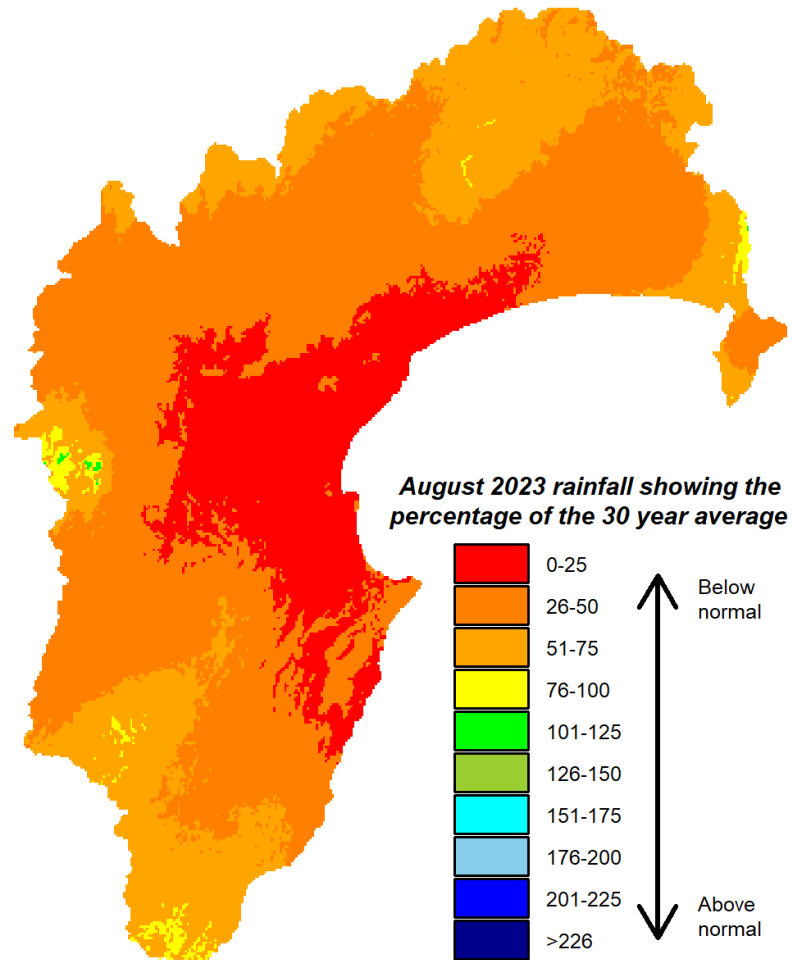 August 2023 rainfall showing the
percentage of the 30 year average
0-25
26-50
51-75
76-100
101-125
126-150
151-175
176-200
201-225
>226
Below
normal
Above
normal